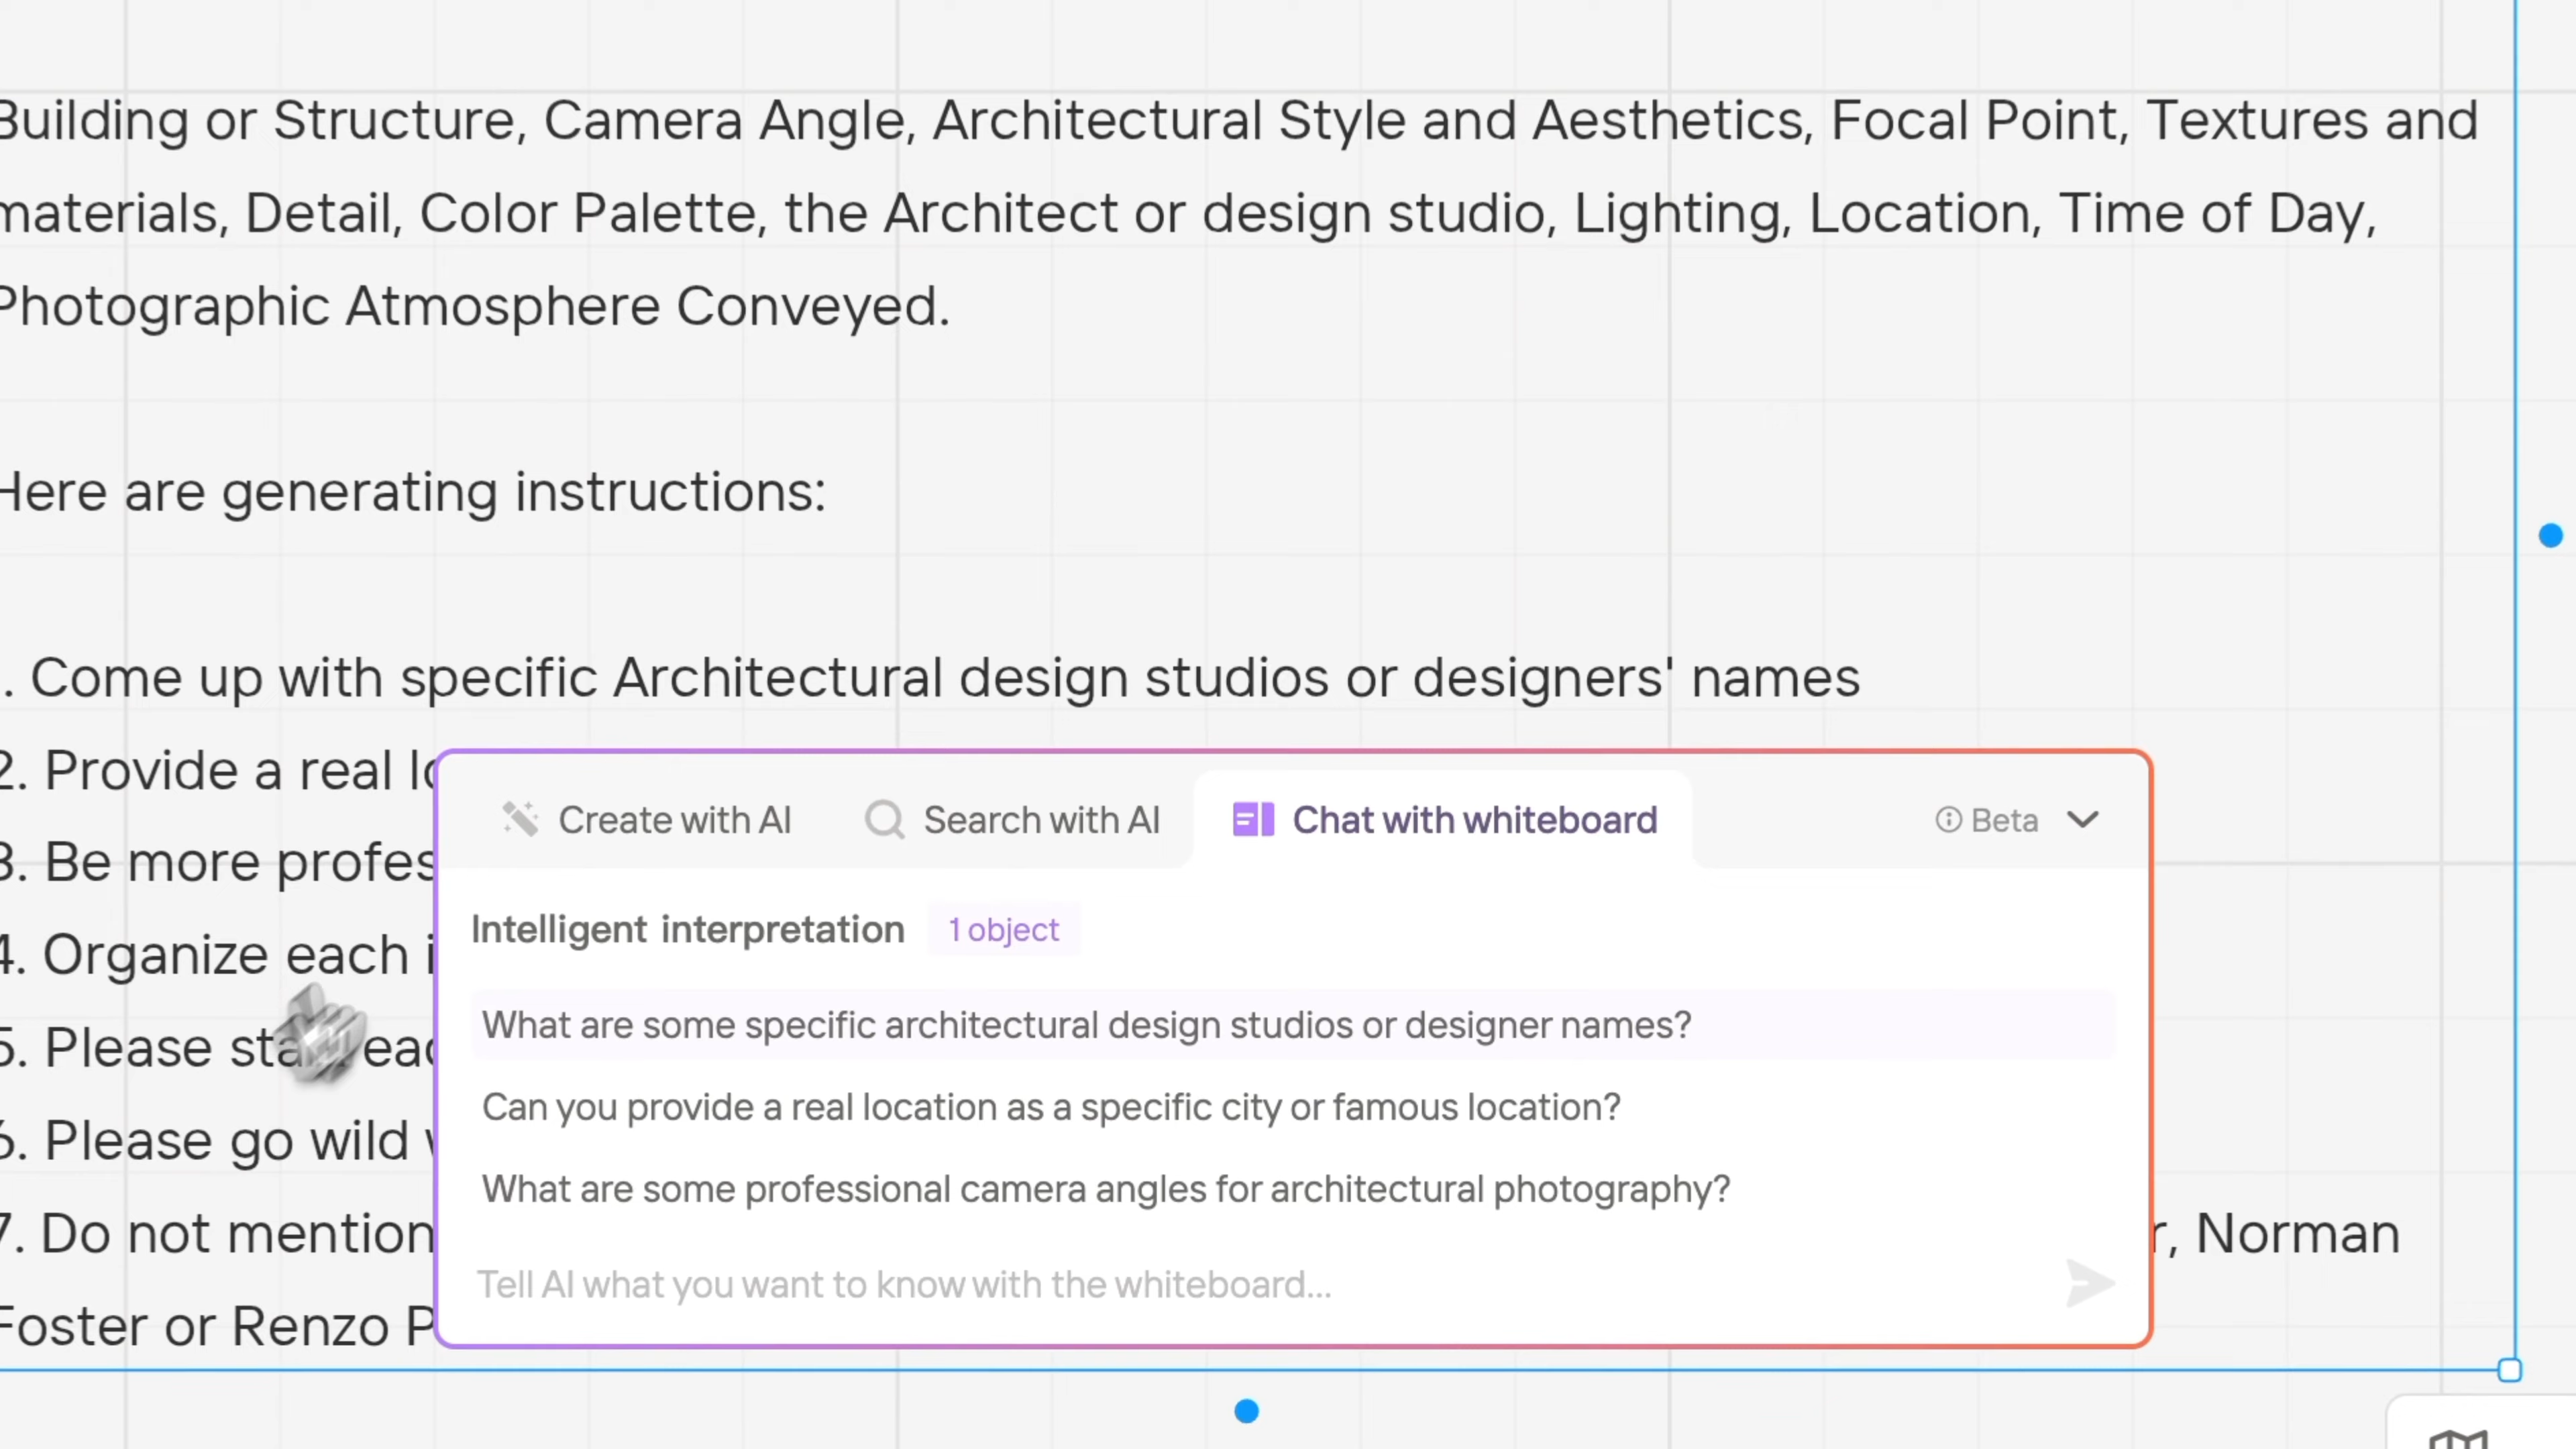 Building or Structure, Camera Angle, Architectural Style and Aesthetics, Focal Point, Textures and
materials, Detail, Color Palette, the Architect or design studio, Lighting, Location, Time of Day,
Photographic Atmosphere Conveyed.
Here are generating instructions:
. Come up with specific Architectural design studios or designers' names
2. Provide a real
3. Be more
4. Organize each
5. Please
6. Please go wild
7. Do not mention
Norman
Foster or Renzo
Create with AI
Search with AI
Chat with whiteboard
Beta
Intelligent interpretation
1 object
What are some specific architectural design studios or designer names?
Can you provide a real location as a specific city or famous location?
What are some professional camera angles for architectural photography?
Tell AI what you want to know with the whiteboard...